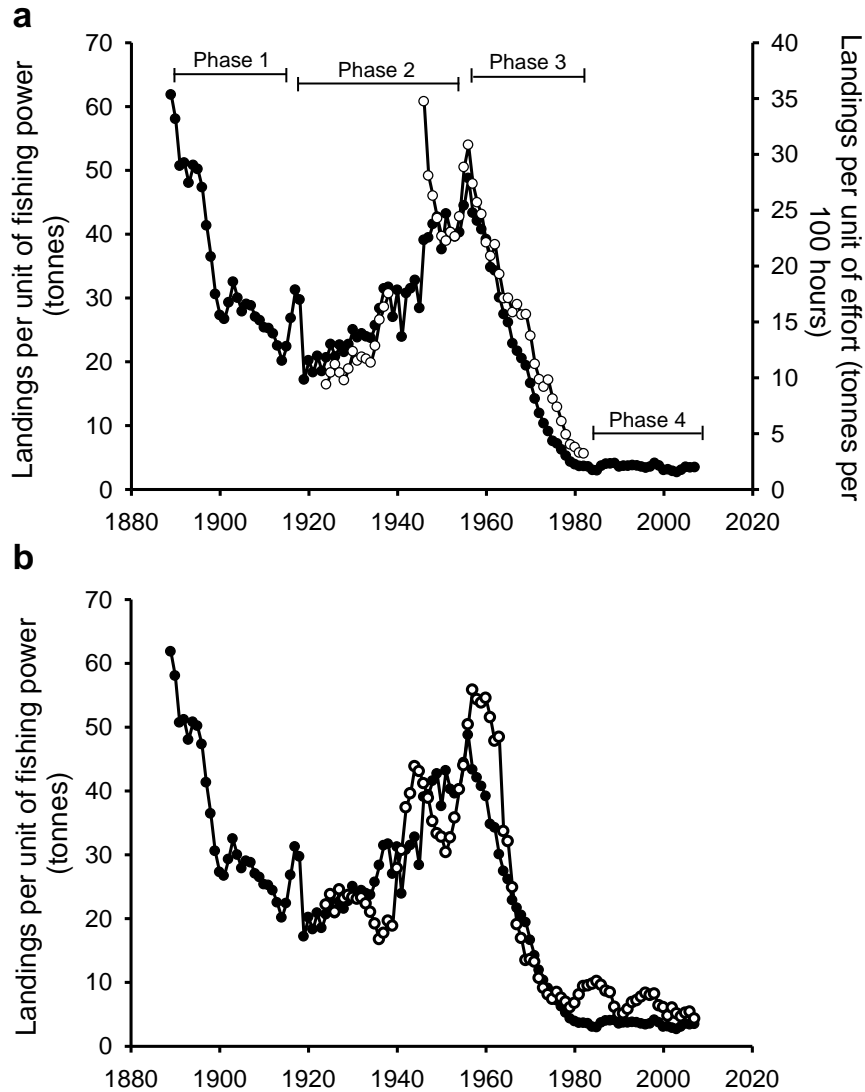 a
Landings per unit of fishing power
(tonnes)
70
60
50
40
30
20
10
0
Phase 1
Phase 2
Phase 3
Phase 4
40
35
30
25
20
15
10
5
0
Landings per unit of effort (tonnes per
100 hours)
1880 1900 1920 1940 1960 1980 2000 2020
b
Landings per unit of fishing power
(tonnes)
70
60
50
40
30
20
10
0
1880 1900 1920 1940 1960 1980 2000 2020